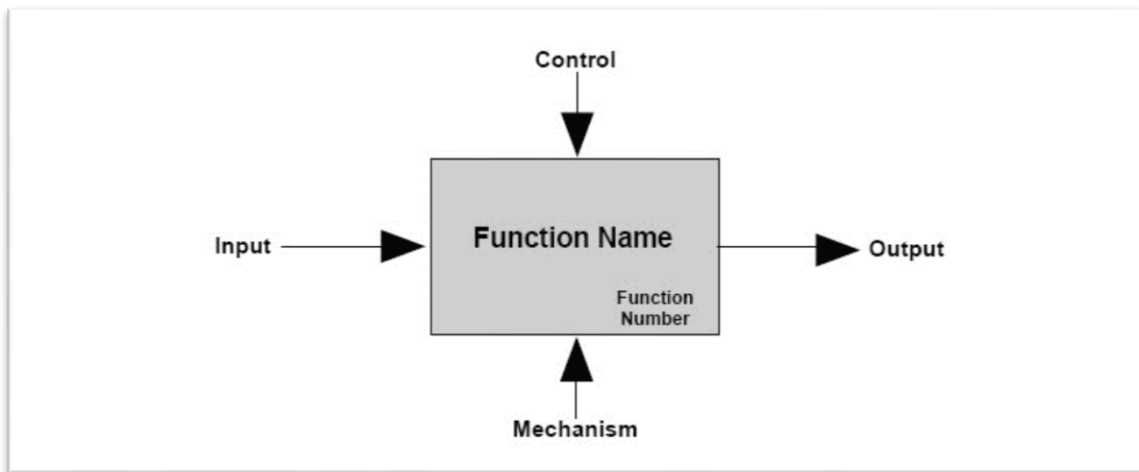 Control
Input
Function Name
Output
Function
Number
Mechanism